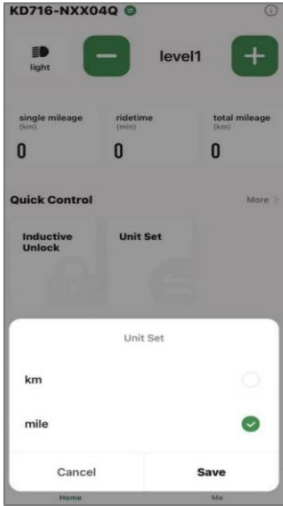 KD716-NXX04Q
light
level1
single mileage
(km)
0
ridetime
(min)
0
total mileage
(km)
0
Quick Control
More >
Inductive
Unlock
Unit Set
Unit Set
km
mile
Cancel
Save
Home
Me